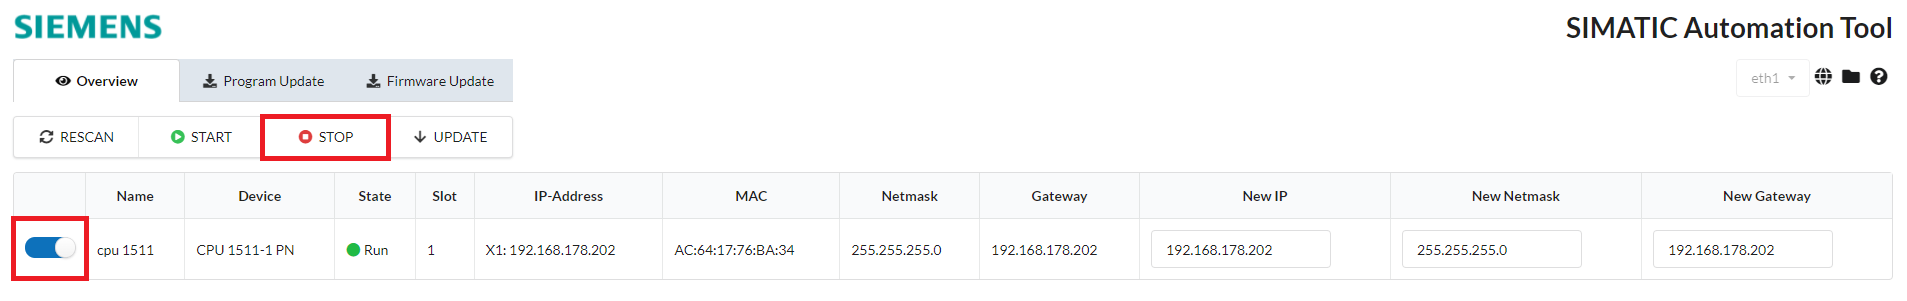 SIEMENS
SIMATIC Automation Tool
Overview Program Update Firmware Update
eth1
RESCAN START STOP UPDATE
Name Device State Slot IP-Address MAC Netmask Gateway New IP New Netmask New Gateway
cpu 1511 CPU 1511-1 PN Run 1 X1: 192.168.178.202 AC:64:17:76:BA:34 255.255.255.0 192.168.178.202 192.168.178.202 255.255.255.0 192.168.178.202